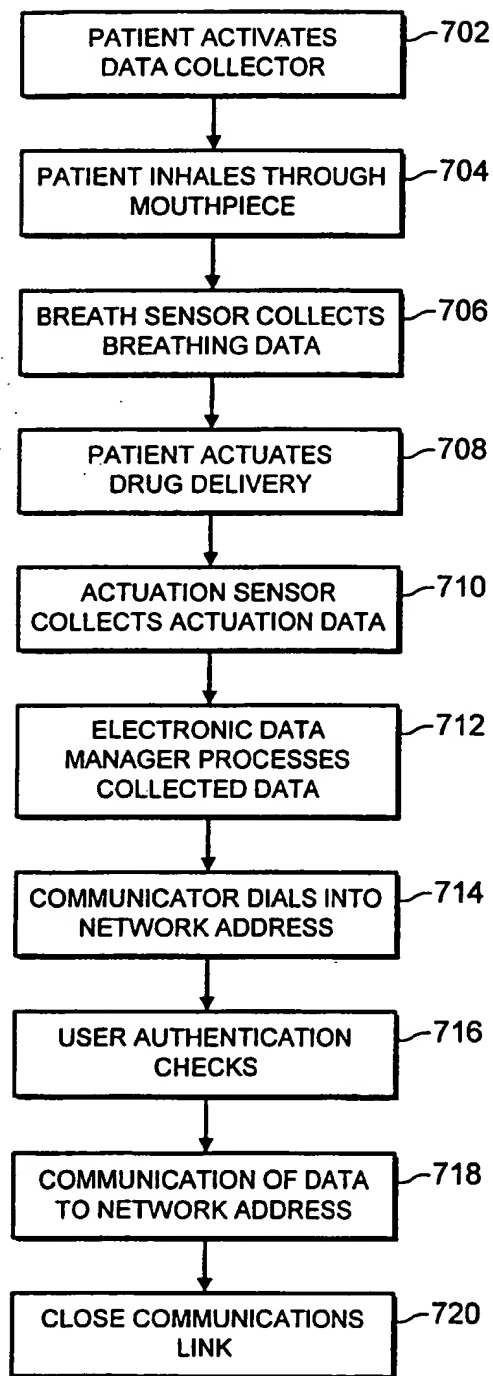 PATIENT ACTIVATES
DATA COLLECTOR
702
PATIENT INHALES THROUGH
MOUTHPIECE
704
BREATH SENSOR COLLECTS
BREATHING DATA
706
PATIENT ACTUATES
DRUG DELIVERY
708
ACTUATION SENSOR
COLLECTS ACTUATION DATA
710
ELECTRONIC DATA
MANAGER PROCESSES
COLLECTED DATA
712
COMMUNICATOR DIALS INTO
NETWORK ADDRESS
714
USER AUTHENTICATION
CHECKS
716
COMMUNICATION OF DATA
TO NETWORK ADDRESS
718
CLOSE COMMUNICATIONS
LINK
720